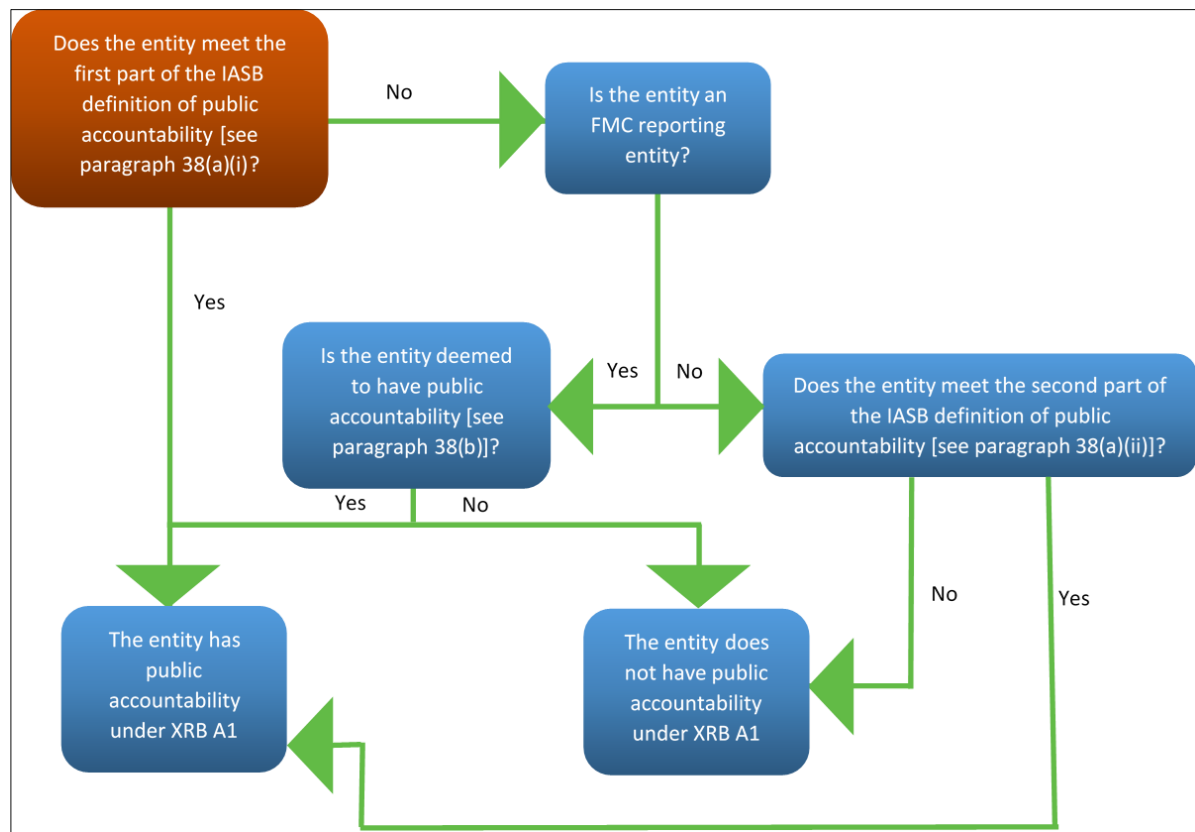 Does the entity meet the
first part of the IASB
definition of public
accountability [see
paragraph 38(a)(i)?
No
Is the entity an
FMC reporting
entity?
Yes
Is the entity deemed
to have public
accountability [see
paragraph 38(b)]?
Yes
No
Does the entity meet the second part of
the IASB definition of public
accountability [see paragraph 38(a)(ii)]?
Yes
No
No
Yes
The entity has
public
accountability
under XRB A1
The entity does
not have public
accountability
under XRB A1